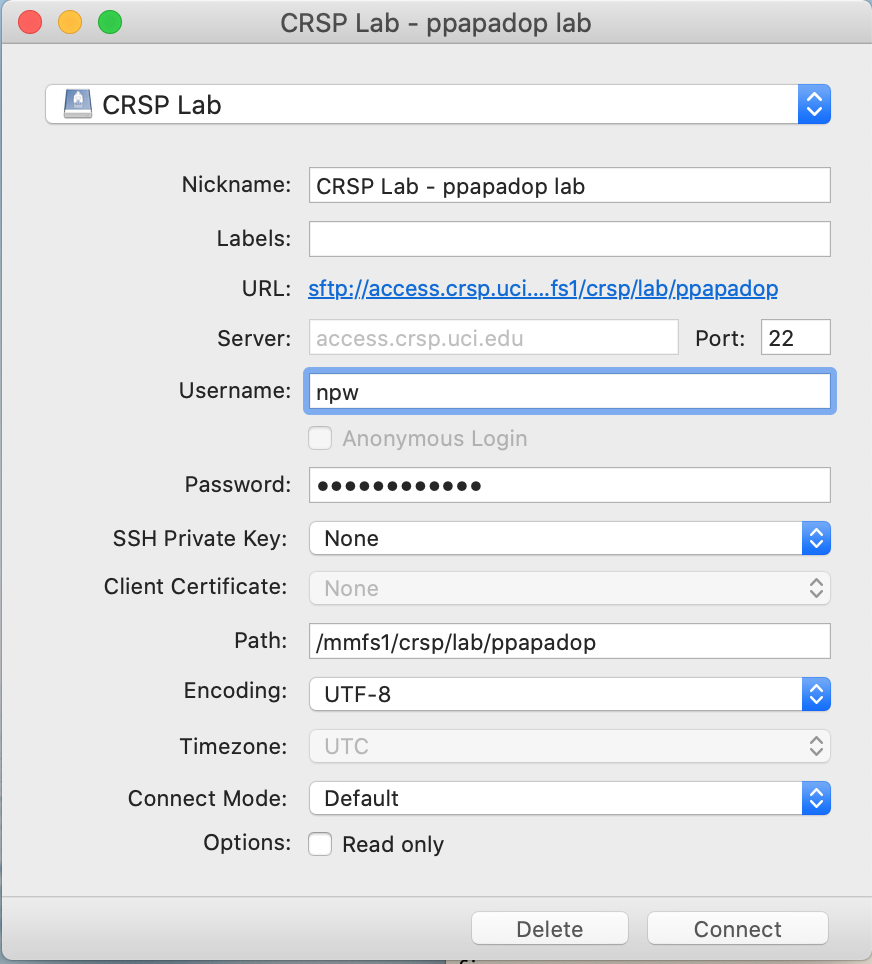 CRSP Lab - ppapadop lab
CRSP Lab
Nickname: CRSP Lab - ppapadop lab
Labels:
URL: sftp://access.crsp.uci....fs1/crsp/lab/ppapadop
Server: access.crsp.uci.edu Port: 22
Username: npw
Anonymous Login
Password: ●●●●●●●●●●●●
SSH Private Key: None
Client Certificate: None
Path: /mmfs1/crsp/lab/ppapadop
Encoding: UTF-8
Timezone: UTC
Connect Mode: Default
Options: Read only
Delete Connect